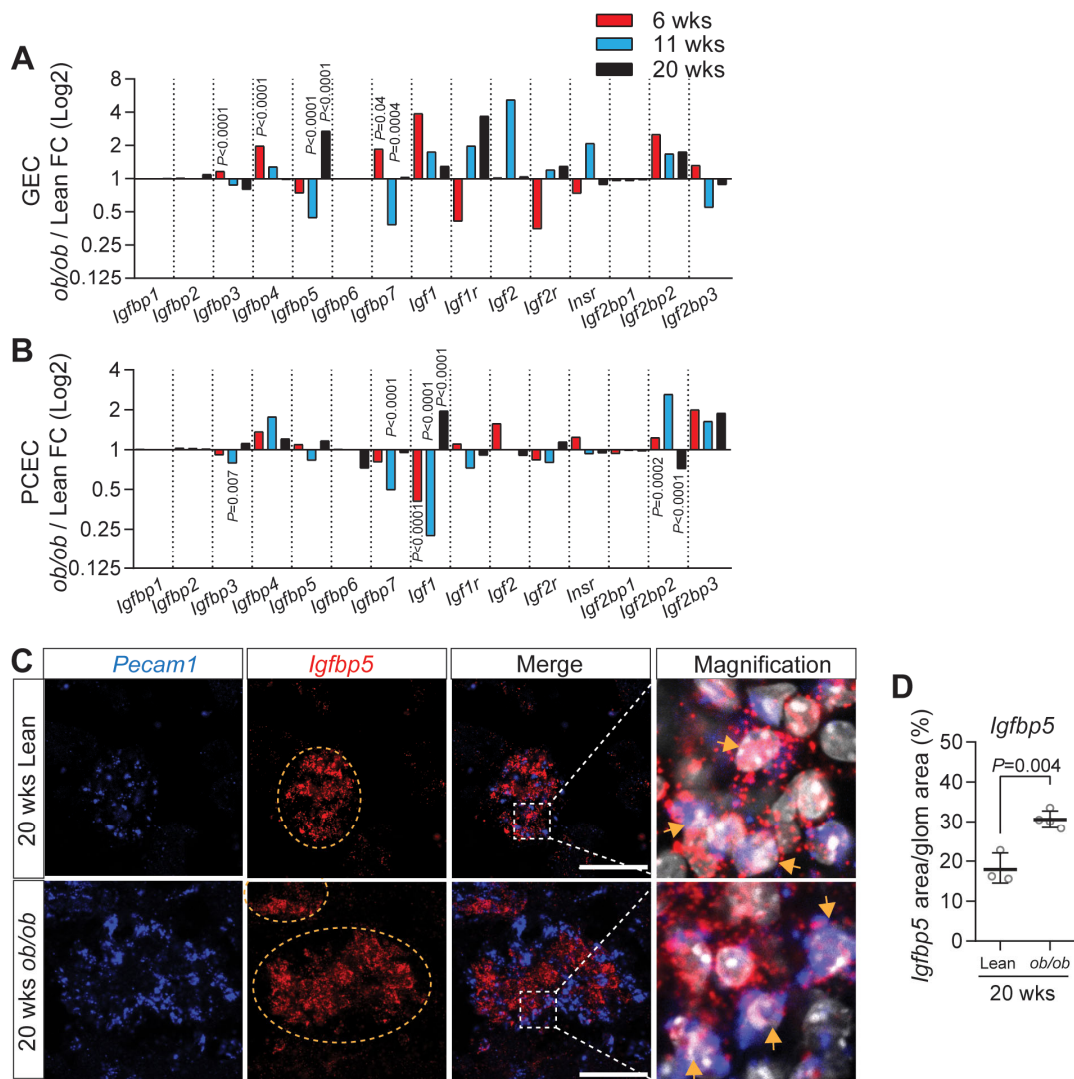 6 wks
11 wks
20 wks
A
GEC
ob/ob / Lean FC (Log2)
8
4
2
1
0.5
0.25
0.125
P<0.0001
P<0.0001
P<0.0001
P<0.0001
P=0.04
P=0.0004
Igfbp1
Igfbp2
Igfbp3
Igfbp4
Igfbp5
Igfbp6
Igfbp7
Igf1
Igf1r
Igf2
Igf2r
Insr
Igf2bp1
Igf2bp2
Igf2bp3
B
PCEC
ob/ob / Lean FC (Log2)
4
2
1
0.5
0.25
0.125
P=0.007
P<0.0001
P<0.0001
P<0.0001
P<0.0001
P=0.0002
P<0.0001
Igfbp1
Igfbp2
Igfbp3
Igfbp4
Igfbp5
Igfbp6
Igfbp7
Igf1
Igf1r
Igf2
Igf2r
Insr
Igf2bp1
Igf2bp2
Igf2bp3
C
Pecam1
Igfbp5
Merge
Magnification
20 wks Lean
20 wks ob/ob
D
Igfbp5
Igfbp5 area/glom area (%)
50
40
30
20
10
0
P=0.004
Lean
ob/ob
20 wks